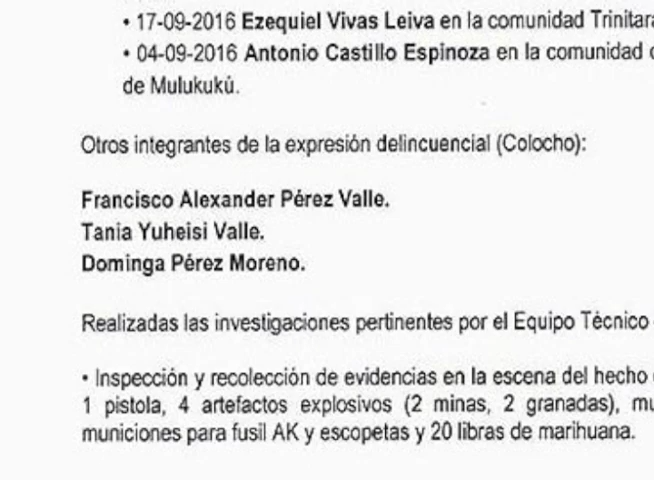 • 17-09-2016 Ezequiel Vivas Leiva en la comunidad Trinitara
• 04-09-2016 Antonio Castillo Espinoza en la comunidad
de Mulukukú.
Otros integrantes de la expresión delincuencial (Colocho):
Francisco Alexander Pérez Valle.
Tania Yuheisi Valle.
Dominga Pérez Moreno.
Realizadas las investigaciones pertinentes por el Equipo Técnico
• Inspección y recolección de evidencias en la escena del hecho
1 pistola, 4 artefactos explosivos (2 minas, 2 granadas), mu
municiones para fusil AK y escopetas y 20 libras de marihuana.